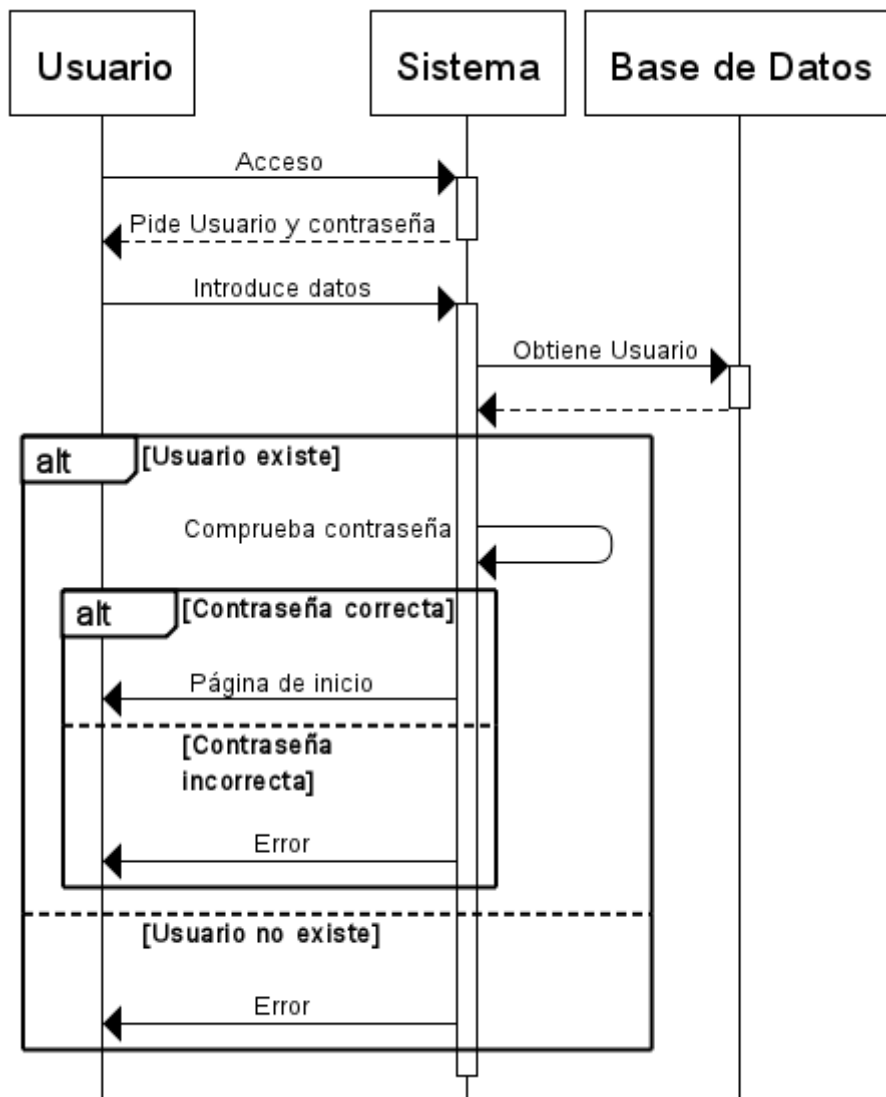 Usuario
Sistema
Base de Datos
Acceso
Pide Usuario y contraseña
Introduce datos
Obtiene Usuario
alt
[Usuario existe]
Comprueba contraseña
alt
[Contraseña correcta]
Página de inicio
[Contraseña
incorrecta]
Error
[Usuario no existe]
Error